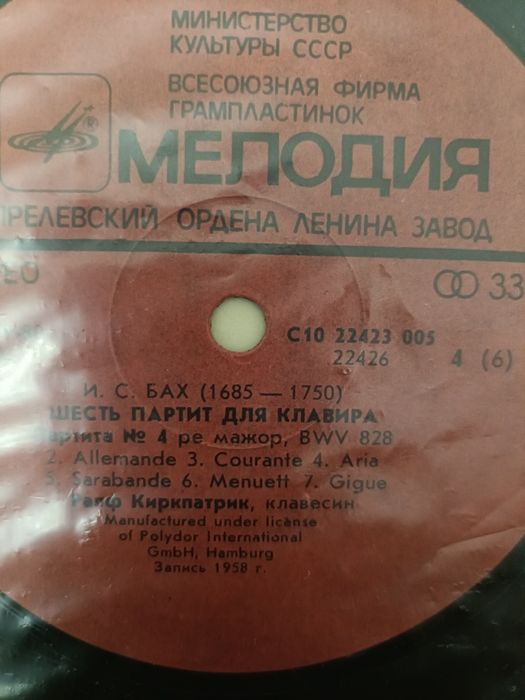 МИНИСТЕРСТВО
КУЛЬТУРЫ СССР
ВСЕСОЮЗНАЯ ФИРМА
ГРАМПЛАСТИНОК
МЕЛОДИЯ
ПРЕЛЕВСКИЙ ОРДЕНА ЛЕНИНА ЗАВОД
ЕО
33
С10 22423 005
22426 4 (6)
И. С. БАХ (1685 — 1750)
ШЕСТЬ ПАРТИТ ДЛЯ КЛАВИРА
Партита № 4 ре мажор, BWV 828
2. Allemande 3. Courante 4. Aria
5. Sarabande 6. Menuett 7. Gigue
Ральф Киркпатрик, клавесин
Manufactured under license
of Polydor International
GmbH, Hamburg
Запись 1958 г.